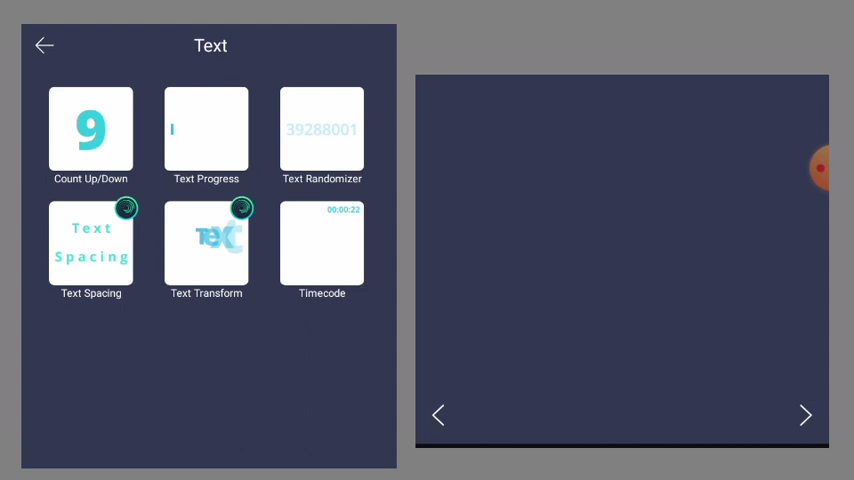 Text
9
39288001
Count Up/Down
Text Progress
Text Randomizer
Text
Spacing
Text
00:00:22
Text Spacing
Text Transform
Timecode